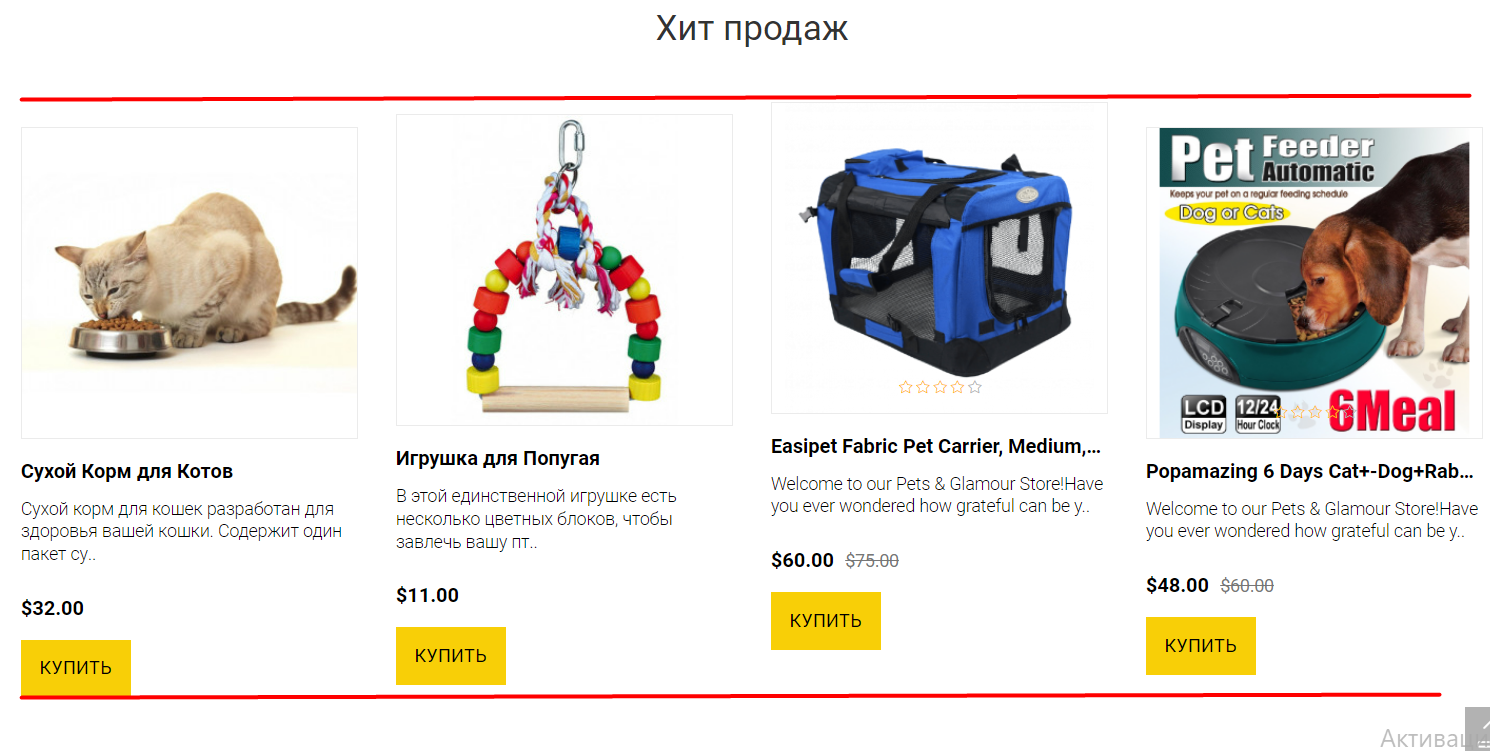 Хит продаж
Pet Feeder
Automatic
Keeps your pet on a regular feeding schedule
Dog or Cats
LCD
Display
12/24
Hour Clock
6Meal
Сухой Корм для Котов
Сухой корм для кошек разработан для
здоровья вашей кошки. Содержит один
пакет су..
$32.00
КУПИТЬ
Игрушка для Попугая
В этой единственной игрушке есть
несколько цветных блоков, чтобы
завлечь вашу пт..
$11.00
КУПИТЬ
Easipet Fabric Pet Carrier, Medium,...
Welcome to our Pets & Glamour Store!Have
you ever wondered how grateful can be y..
$60.00 $75.00
КУПИТЬ
Popamazing 6 Days Cat+-Dog+Rab...
Welcome to our Pets & Glamour Store!Have
you ever wondered how grateful can be y..
$48.00 $60.00
КУПИТЬ